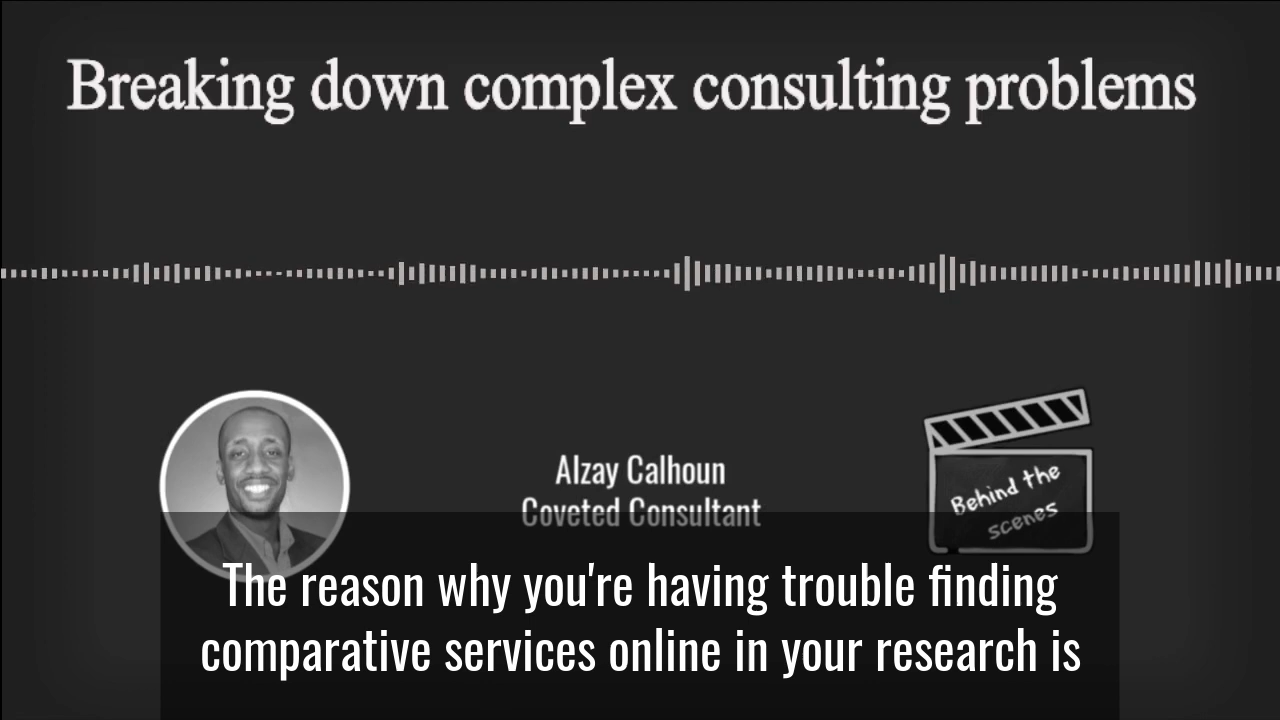 Breaking down complex consulting problems
Alzay Calhoun
Coveted Consultant
Behind the
scenes
The reason why you're having trouble finding
comparative services online in your research is